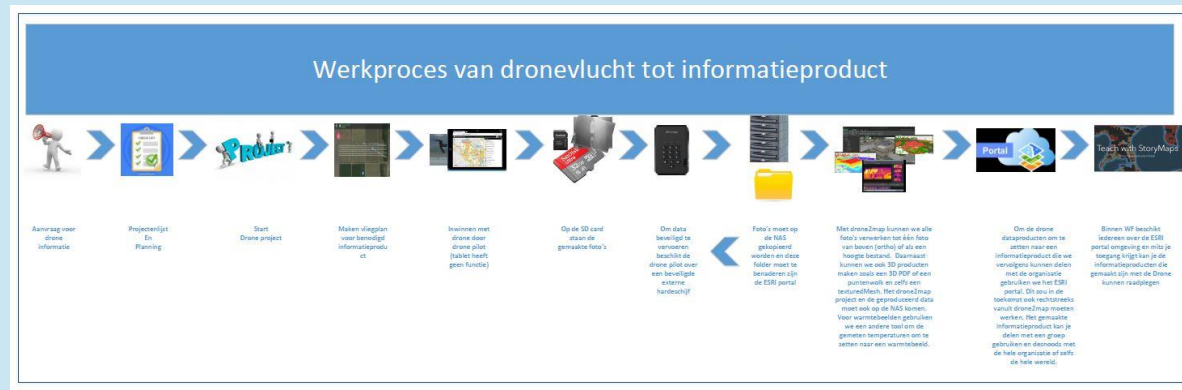 Werkproces van dronevlucht tot informatieproduct
PROJECT
Portal
Teach with StoryMaps
Aanvraag voor
drone
informatie
Projectenlijst
En
Planning
Start
Drone project
Maken vliegplan
voor benodigd
informatieprodu
ct
Inwinnen met
drone door
drone pilot
(tablet heeft
geen functie)
Op de SD card
staan de
gemaakte foto's
Om data
beveiligd te
vervoeren
beschikt de
drone pilot over
een beveiligde
externe
hardeschijf
Foto's moet op
de NAS
gekopieerd
worden en deze
folder moet te
benaderen zijn
de ESRI portal
Met drone2map kunnen we alle
foto's verwerken tot één foto
van boven (ortho) of als een
hoogte bestand. Daarnaast
kunnen we ook 3D producten
maken zoals een 3D PDF of een
puntenwolk en zelfs een
texturedMesh. Het drone2map
project en de geproduceerd data
moet ook op de NAS komen.
Voor warmtebeelden gebruiken
we een andere tool om de
gemeten temperaturen om te
zetten naar een warmtebeeld.
Om de drone
dataproducten om te
zetten naar een
informatieproduct die we
vervolgens kunnen delen
met de organisatie
gebruiken we het ESRI
portal. Dit sou in de
toekomst ook rechtstreeks
vanuit drone2map moeten
werken. Het gemaakte
informatieproduct kan je
delen met een groep
gebruiken en desnoods met
de hele organisatie of zelfs
de hele wereld.
Binnen WF beschikt
iedereen over de ESRI
portal omgeving en mits je
toegang krijgt kan je de
informatieproducten die
gemaakt zijn met de Drone
kunnen raadplegen